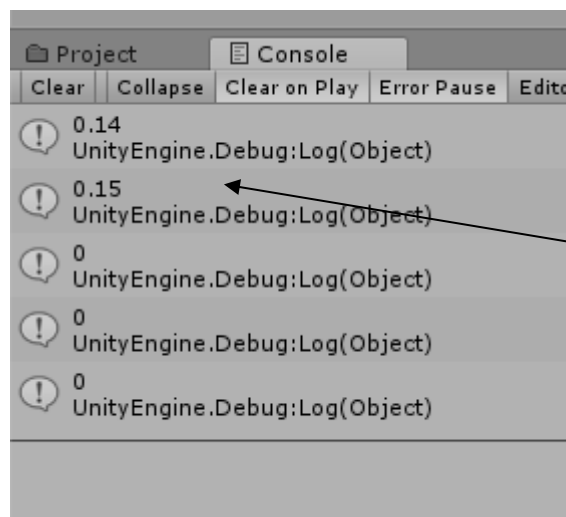 Project Console
Clear Collapse Clear on Play Error Pause
0.14
UnityEngine.Debug:Log(Object)
0.15
UnityEngine.Debug:Log(Object)
0
UnityEngine.Debug:Log(Object)
0
UnityEngine.Debug:Log(Object)
0
UnityEngine.Debug:Log(Object)